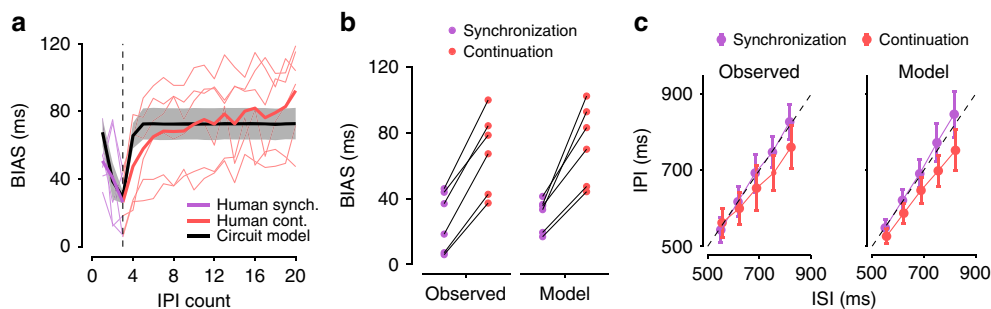 a
120
80
40
0
BIAS (ms)
1
4
8
12
16
20
IPI count
Human synch.
Human cont.
Circuit model
b
Synchronization
Continuation
120
80
40
0
BIAS (ms)
Observed
Model
c
Synchronization
Continuation
Observed
Model
900
700
500
IPI (ms)
500
700
900
500
700
900
ISI (ms)